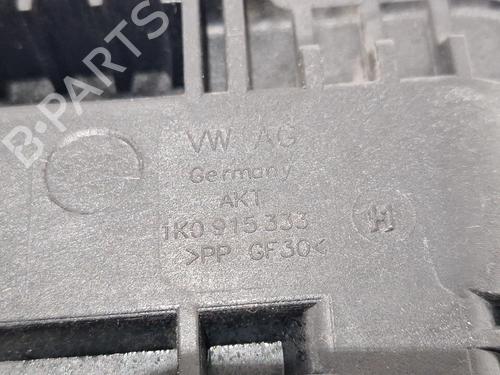 B-PARTS
VW AG
Germany
AKT
1K0 915 333
H
>PP GF30<